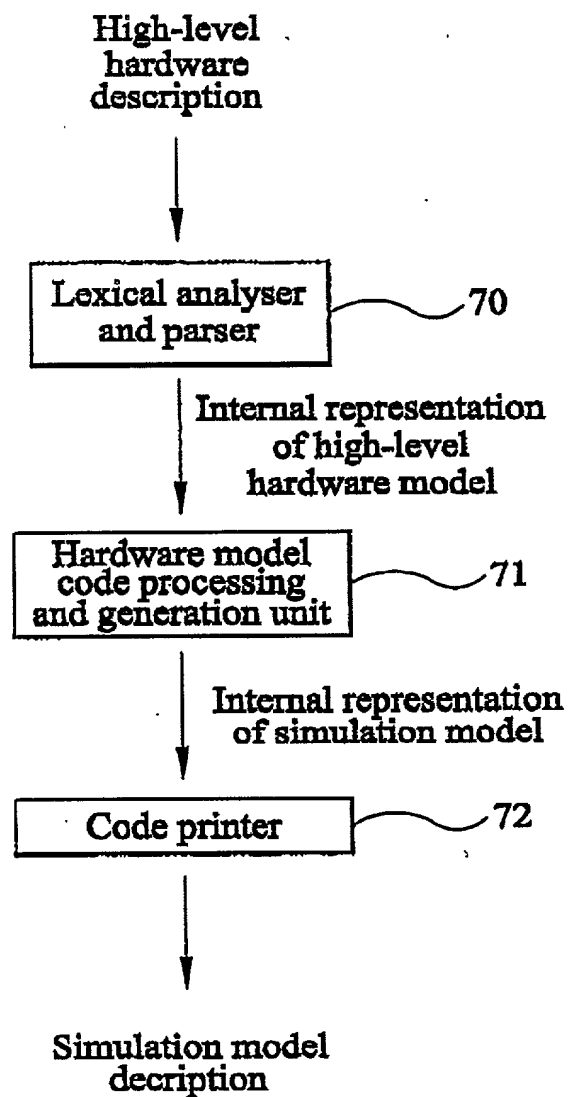 High-level
hardware
description
Lexical analyser
and parser
70
Internal representation
of high-level
hardware model
Hardware model
code processing
and generation unit
71
Internal representation
of simulation model
Code printer
72
Simulation model
decription